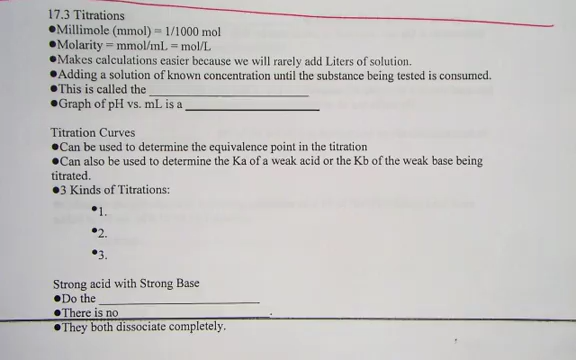 17.3 Titrations
●Millimole (mmol) = 1/1000 mol
●Molarity = mmol/mL = mol/L
●Makes calculations easier because we will rarely add Liters of solution.
●Adding a solution of known concentration until the substance being tested is consumed.
●This is called the ____________________
●Graph of pH vs. mL is a ____________________
Titration Curves
●Can be used to determine the equivalence point in the titration
●Can also be used to determine the Ka of a weak acid or the Kb of the weak base being
titrated.
●3 Kinds of Titrations:
●1.
●2.
●3.
Strong acid with Strong Base
●Do the ____________________
●There is no ____________________.
●They both dissociate completely.